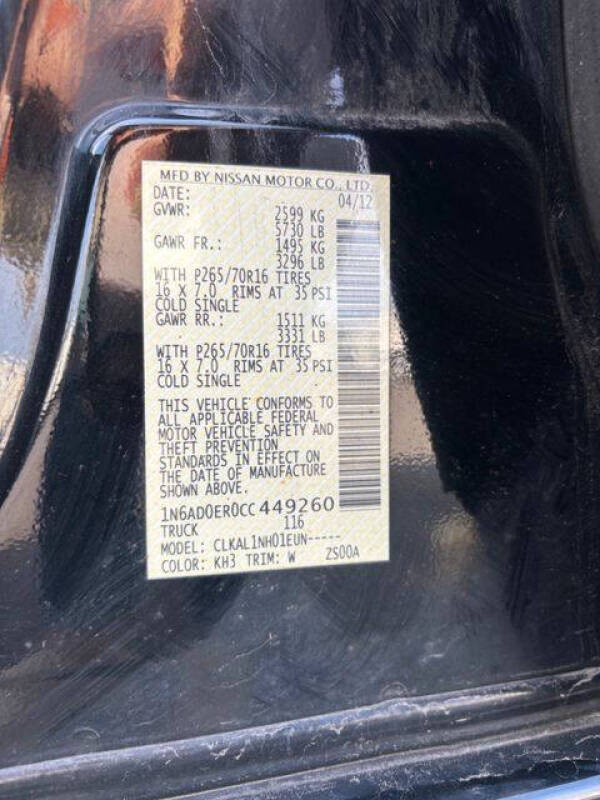 MFD BY NISSAN MOTOR CO., LTD.
DATE: 04/12
GVWR: 2599 KG
5730 LB
GAWR FR.: 1495 KG
3296 LB
WITH P265/70R16 TIRES
16 X 7.0 RIMS AT 35 PSI
COLD SINGLE
GAWR RR.: 1511 KG
3331 LB
WITH P265/70R16 TIRES
16 X 7.0 RIMS AT 35 PSI
COLD SINGLE
THIS VEHICLE CONFORMS TO
ALL APPLICABLE FEDERAL
MOTOR VEHICLE SAFETY AND
THEFT PREVENTION
STANDARDS IN EFFECT ON
THE DATE OF MANUFACTURE
SHOWN ABOVE.
1N6AD0ER0CC449260
TRUCK 116
MODEL: CLKAL1NH01EUN-----
COLOR: KH3 TRIM: W ZS00A